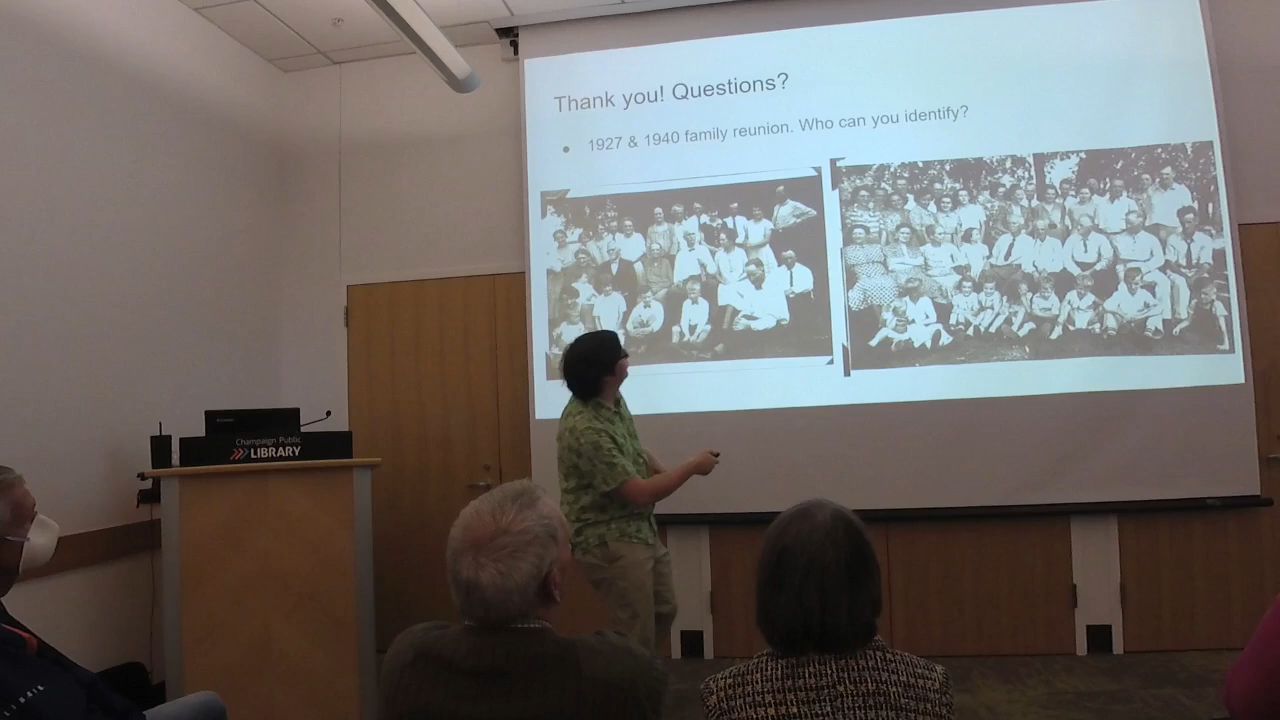 Thank you! Questions?
• 1927 & 1940 family reunion. Who can you identify?
Champaign Public
LIBRARY